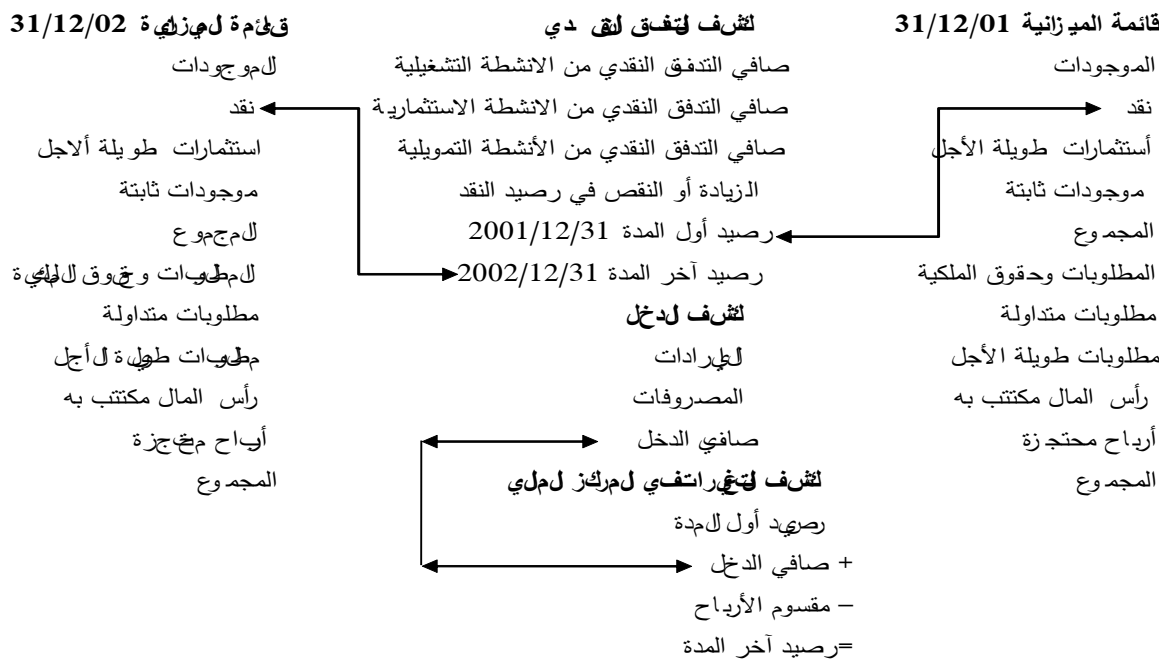 قائمة الميزانية 31/12/01
الموجودات
نقد
أستثمارات طويلة الأجل
موجودات ثابتة
المجموع
المطلوبات وحقوق الملكية
مطلوبات متداولة
مطلوبات طويلة الأجل
رأس المال مكتتب به
أرباح محتجزة
المجموع
كشف التدفق النقدي
صافي التدفق النقدي من الانشطة التشغيلية
صافي التدفق النقدي من الانشطة الاستثمارية
صافي التدفق النقدي من الأنشطة التمويلية
الزيادة أو النقص في رصيد النقد
رصيد أول المدة 2001/12/31
رصيد آخر المدة 2002/12/31
كشف الدخل
الايرادات
المصروفات
صافي الدخل
كشف التغيرات في المركز المالي
رصيد أول المدة
+ صافي الدخل
– مقسوم الأرباح
=رصيد آخر المدة
قائمة الميزانية 31/12/02
الموجودات
نقد
استثمارات طويلة ألاجل
موجودات ثابتة
المجموع
المطلوبات وحقوق الملكية
مطلوبات متداولة
مطلوبات طويلة الأجل
رأس المال مكتتب به
أرباح محتجزة
المجموع